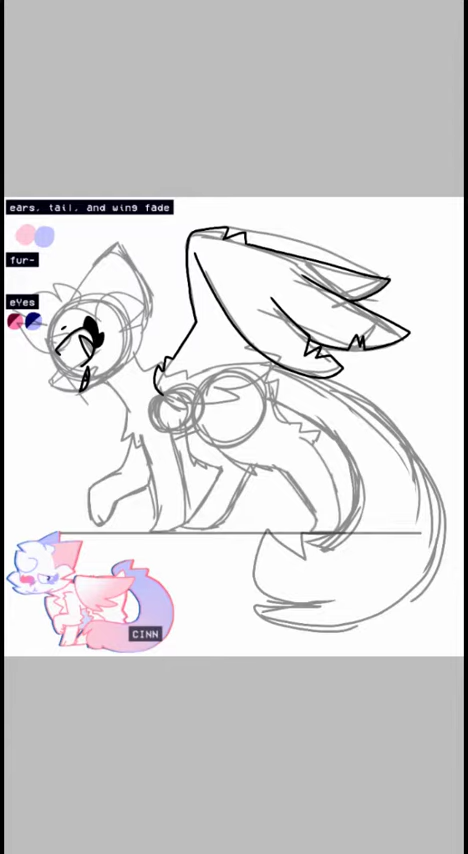 ears, tail, and wing fade
fur-
eyes
CINN